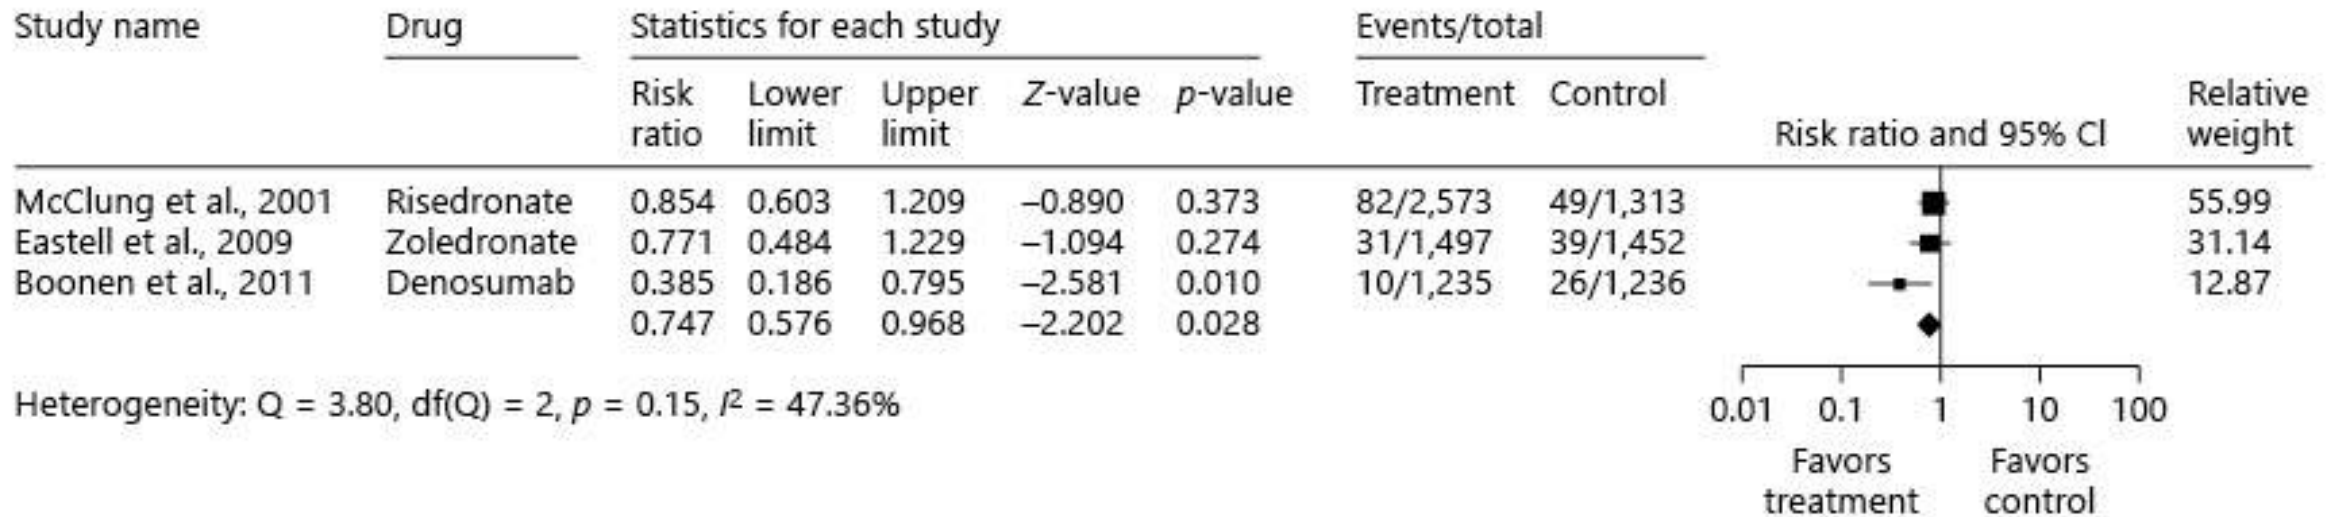 Study name Drug Statistics for each study Events/total
Risk ratio Lower limit Upper limit Z-value p-value Treatment Control Risk ratio and 95% CI Relative weight
McClung et al., 2001 Risedronate 0.854 0.603 1.209 –0.890 0.373 82/2,573 49/1,313 55.99
Eastell et al., 2009 Zoledronate 0.771 0.484 1.229 –1.094 0.274 31/1,497 39/1,452 31.14
Boonen et al., 2011 Denosumab 0.385 0.186 0.795 –2.581 0.010 10/1,235 26/1,236 12.87
0.747 0.576 0.968 –2.202 0.028
Heterogeneity: Q = 3.80, df(Q) = 2, p = 0.15, I² = 47.36%
0.01 0.1 1 10 100
Favors treatment Favors control